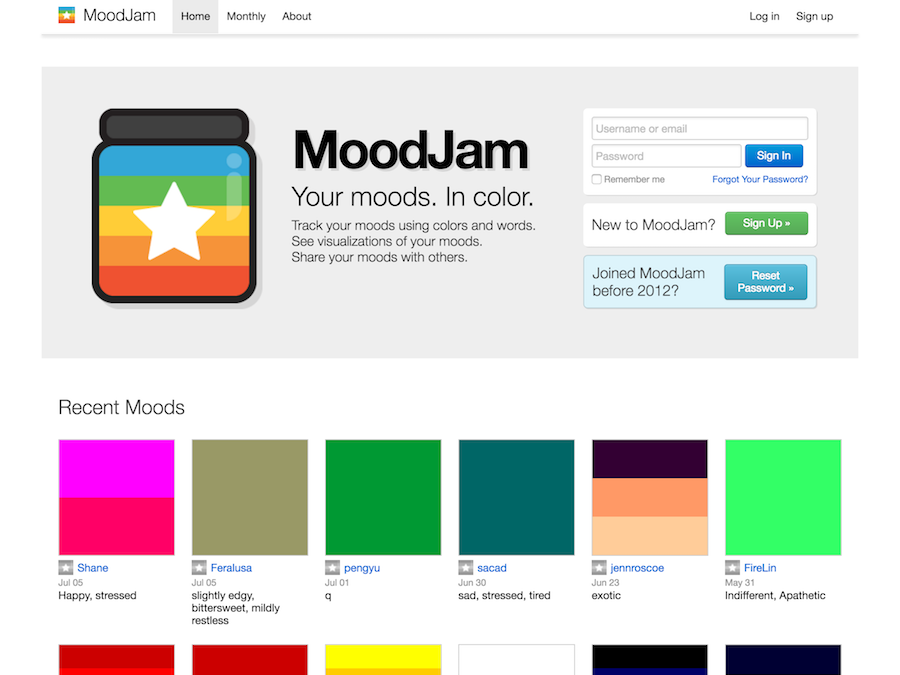 MoodJam
Home
Monthly
About
Log in
Sign up
MoodJam
Your moods. In color.
Track your moods using colors and words.
See visualizations of your moods.
Share your moods with others.
Username or email
Password
Sign In
Remember me
Forgot Your Password?
New to MoodJam?
Sign Up »
Joined MoodJam
before 2012?
Reset
Password »
Recent Moods
Shane
Jul 05
Happy, stressed
Feralusa
Jul 05
slightly edgy,
bittersweet, mildly
restless
pengyu
Jul 01
q
sacad
Jun 30
sad, stressed, tired
jennroscoe
Jun 23
exotic
FireLin
May 31
Indifferent, Apathetic